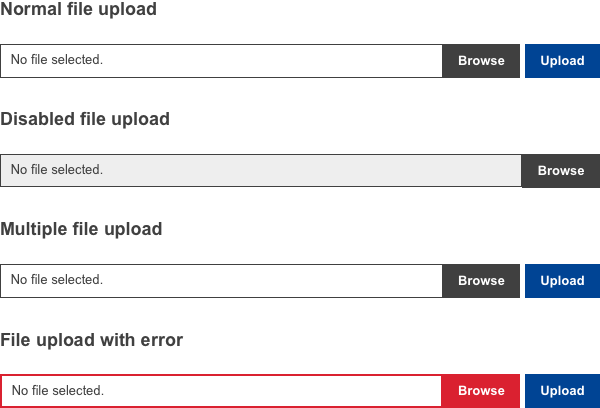 Normal file upload
No file selected. Browse Upload
Disabled file upload
No file selected. Browse
Multiple file upload
No file selected. Browse Upload
File upload with error
No file selected. Browse Upload